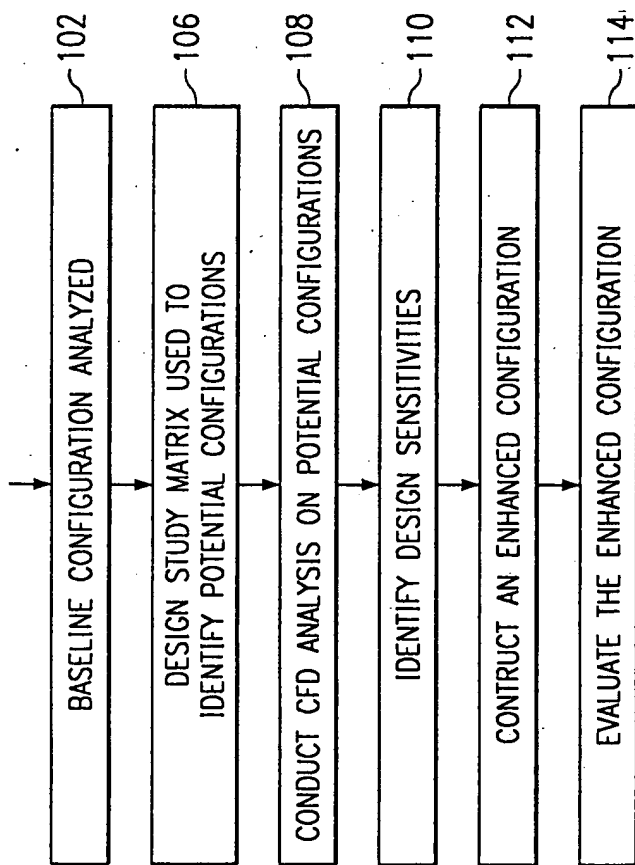 BASELINE CONFIGURATION ANALYZED
102
DESIGN STUDY MATRIX USED TO
IDENTIFY POTENTIAL CONFIGURATIONS
106
CONDUCT CFD ANALYSIS ON POTENTIAL CONFIGURATIONS
108
IDENTIFY DESIGN SENSITIVITIES
110
CONTRUCT AN ENHANCED CONFIGURATION
112
EVALUATE THE ENHANCED CONFIGURATION
114